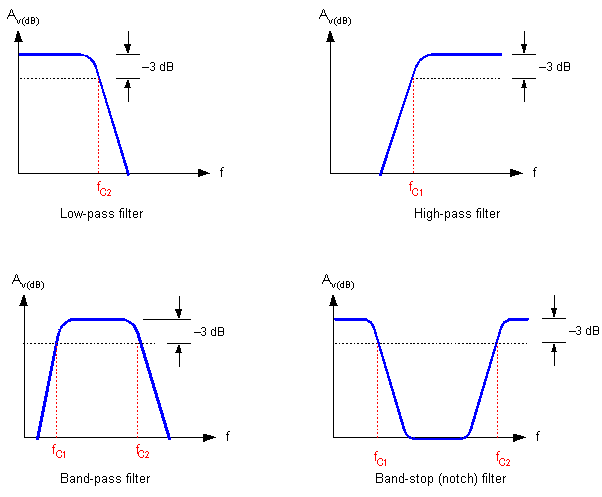 Av(dB)
–3 dB
f
fC2
Low-pass filter
Av(dB)
–3 dB
f
fC1
High-pass filter
Av(dB)
–3 dB
f
fC1
fC2
Band-pass filter
Av(dB)
–3 dB
f
fC1
fC2
Band-stop (notch) filter